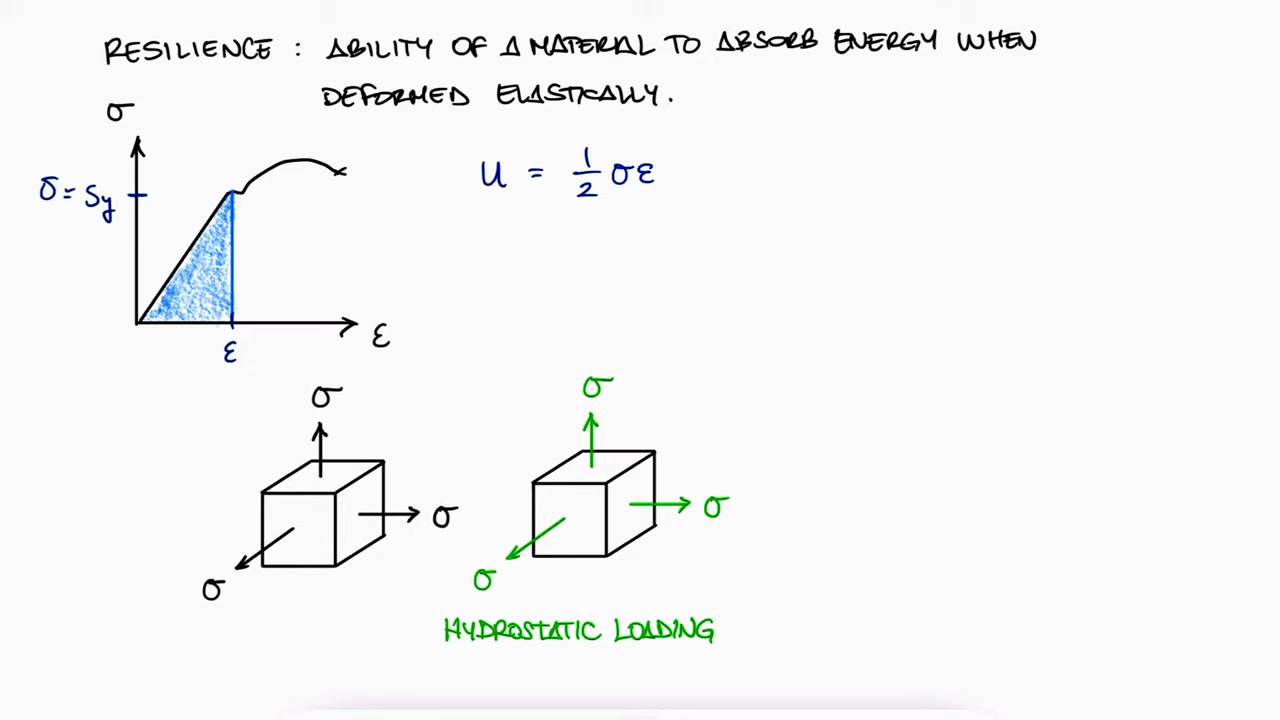 RESILIENCE : ABILITY OF A MATERIAL TO ABSORB ENERGY WHEN
DEFORMED ELASTICALLY.
σ
σ = Sy
ε
ε
U = 1/2 σε
σ
σ
σ
σ
σ
σ
HYDROSTATIC LOADING